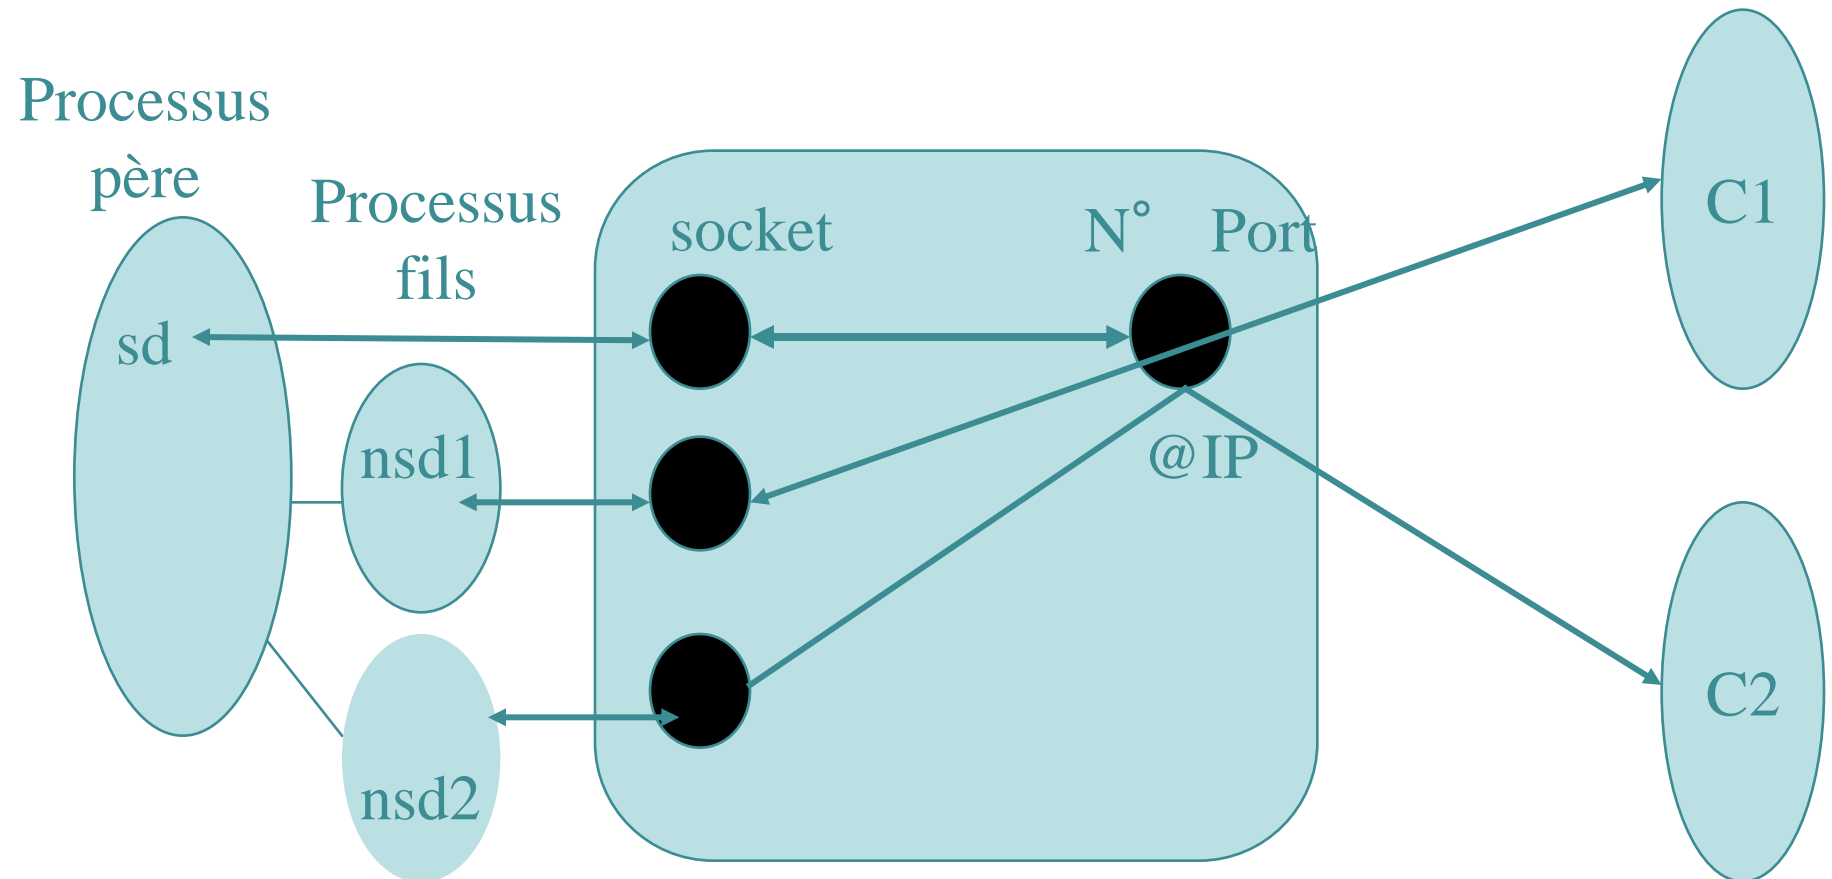 Processus
père
Processus
fils
socket
N° Port
C1
sd
nsd1
@IP
C2
nsd2